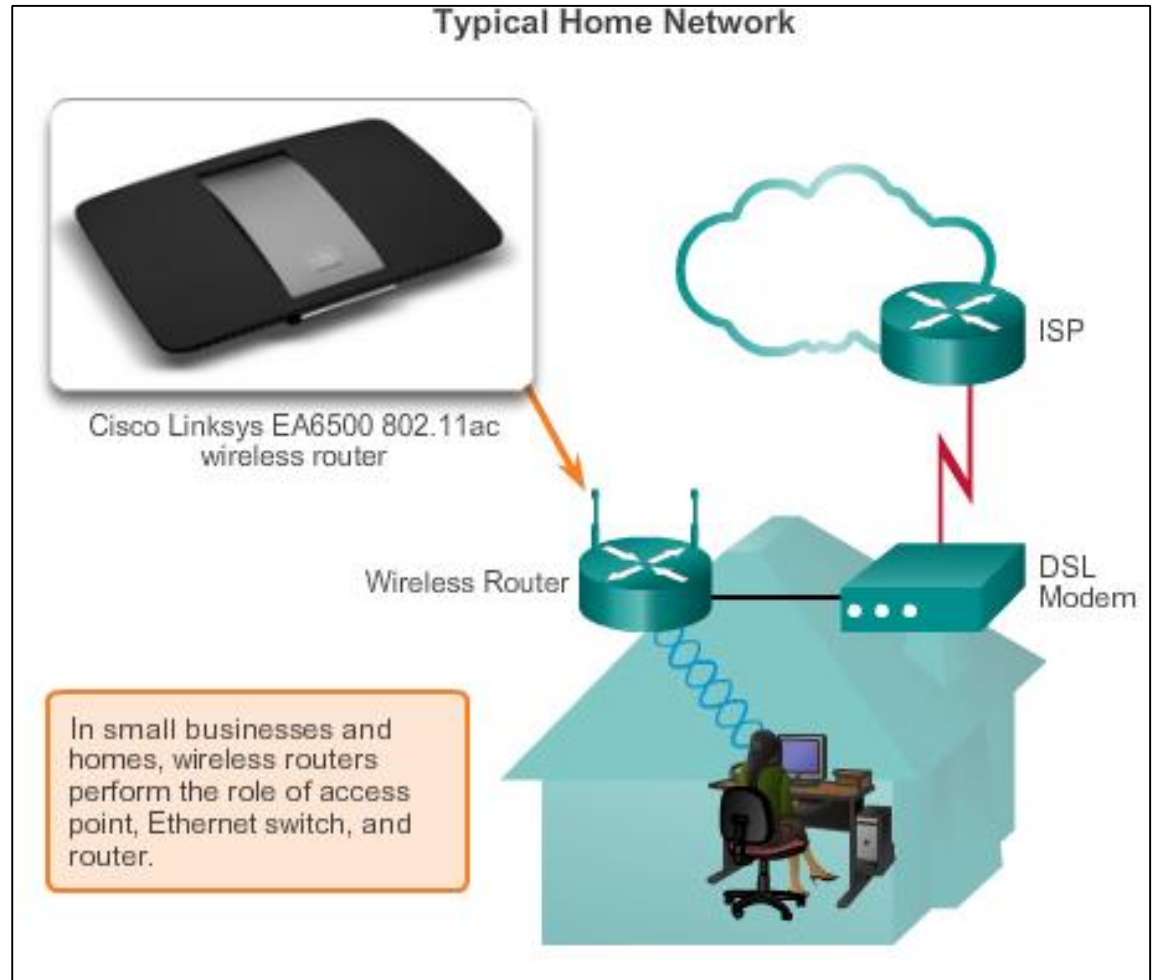 Typical Home Network
Cisco Linksys EA6500 802.11ac
wireless router
ISP
Wireless Router
DSL
Modem
In small businesses and
homes, wireless routers
perform the role of access
point, Ethernet switch, and
router.